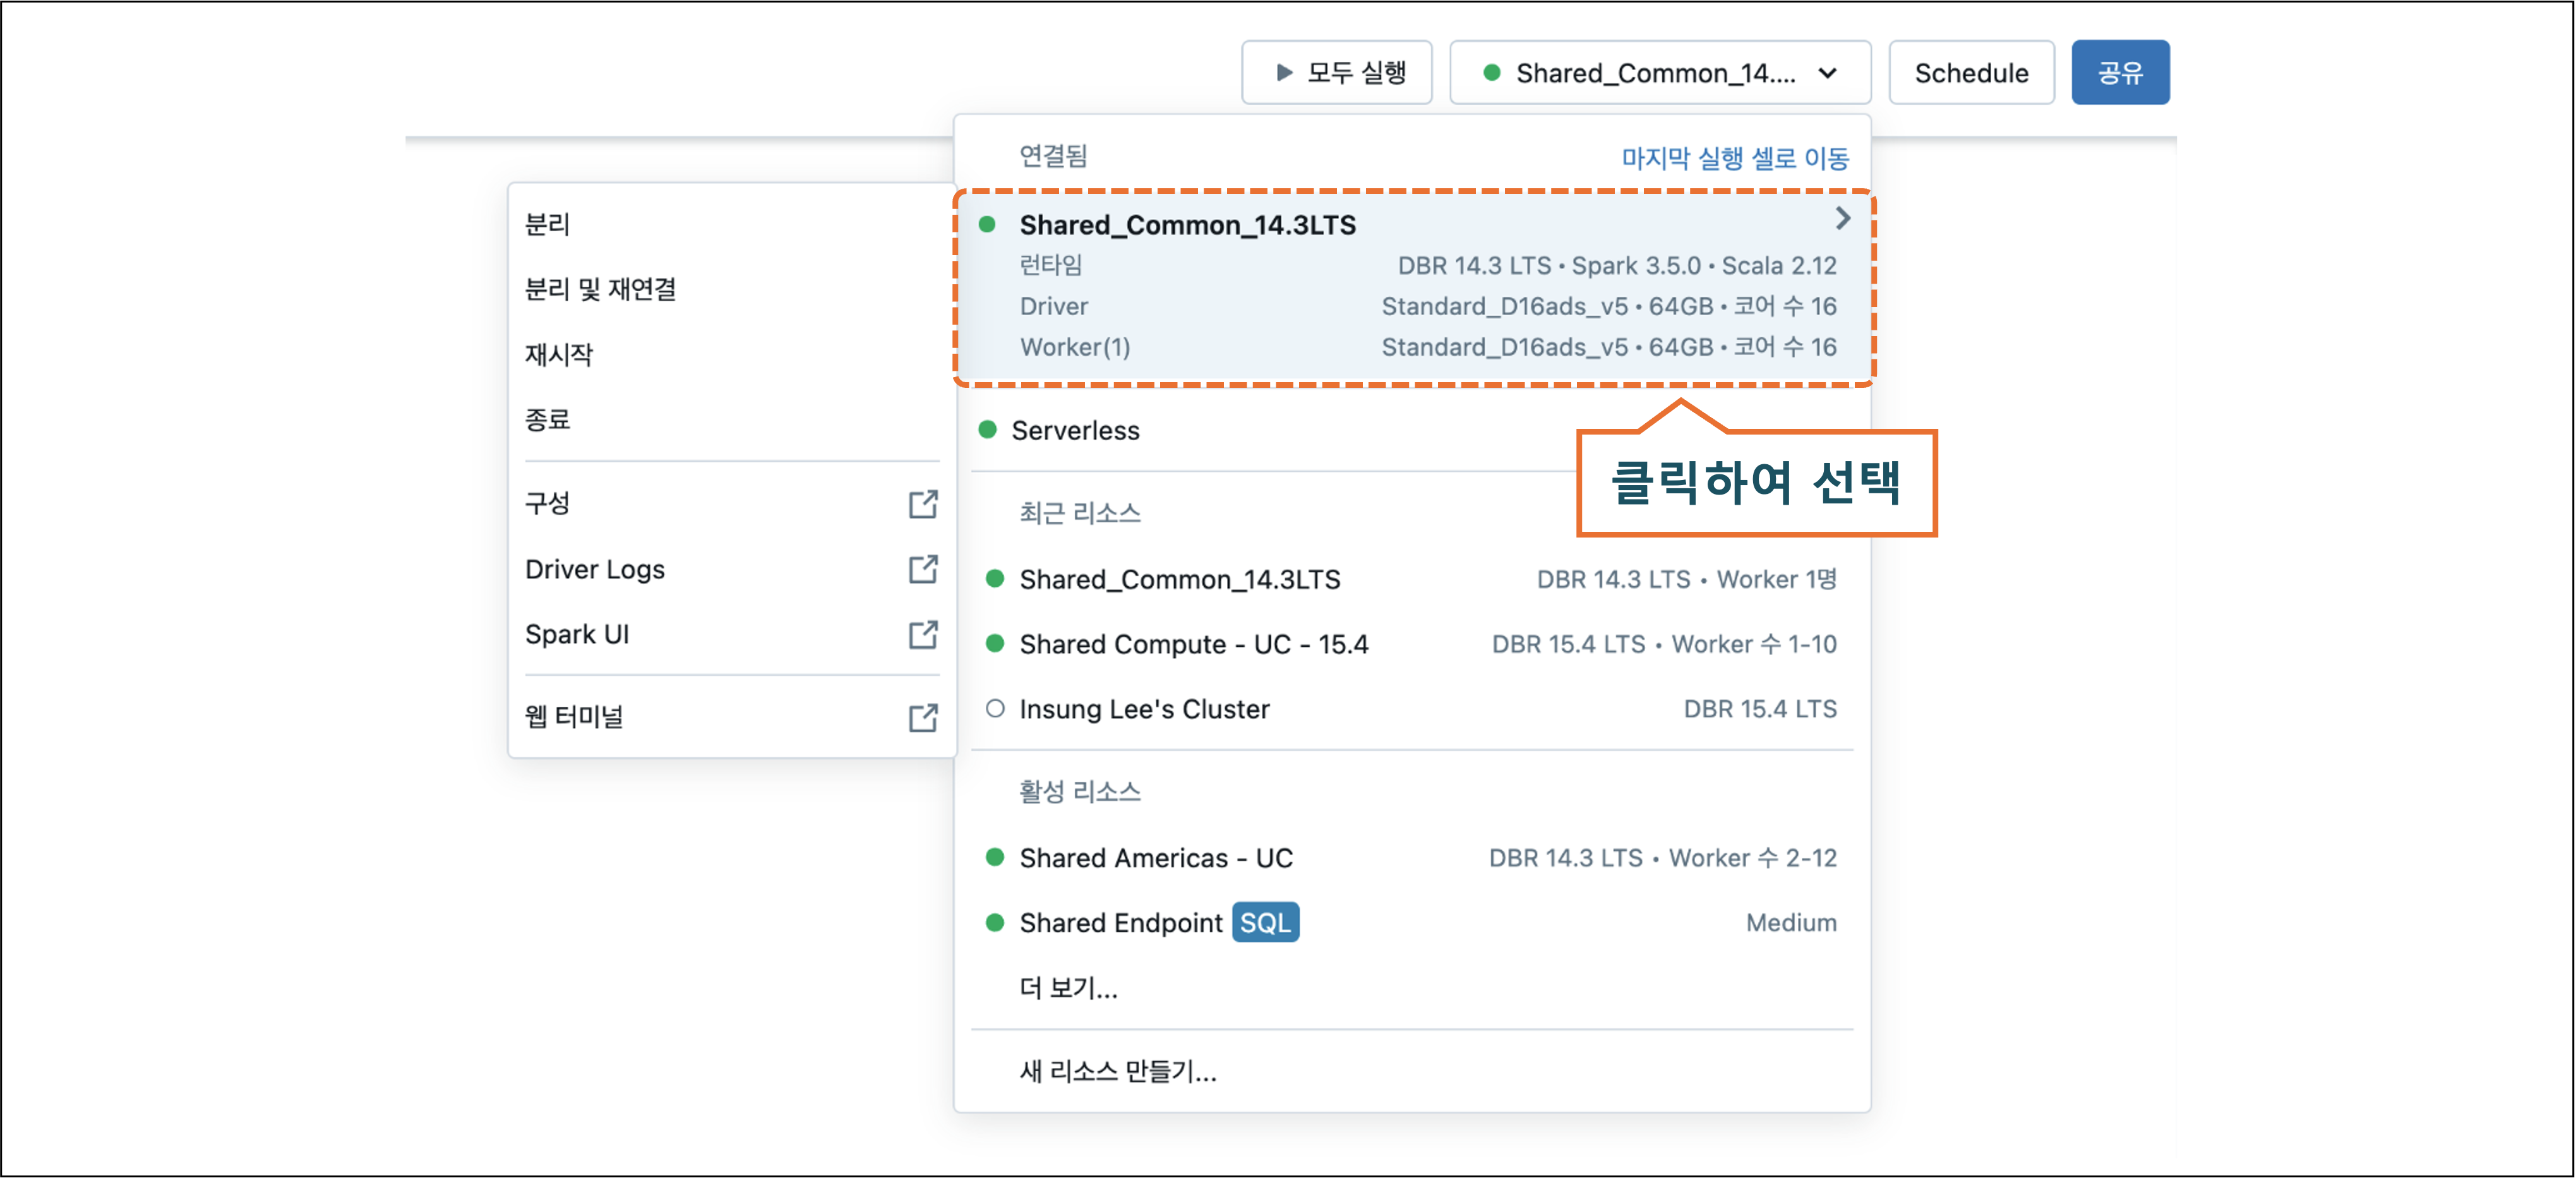 모두 실행
Shared_Common_14....
Schedule
공유
연결됨
마지막 실행 셀로 이동
Shared_Common_14.3LTS
런타임 DBR 14.3 LTS • Spark 3.5.0 • Scala 2.12
Driver Standard_D16ads_v5 • 64GB • 코어 수 16
Worker(1) Standard_D16ads_v5 • 64GB • 코어 수 16
클릭하여 선택
Serverless
최근 리소스
Shared_Common_14.3LTS DBR 14.3 LTS • Worker 1명
Shared Compute - UC - 15.4 DBR 15.4 LTS • Worker 수 1-10
Insung Lee's Cluster DBR 15.4 LTS
활성 리소스
Shared Americas - UC DBR 14.3 LTS • Worker 수 2-12
Shared Endpoint SQL Medium
더 보기...
새 리소스 만들기...
분리
분리 및 재연결
재시작
종료
구성
Driver Logs
Spark UI
웹 터미널